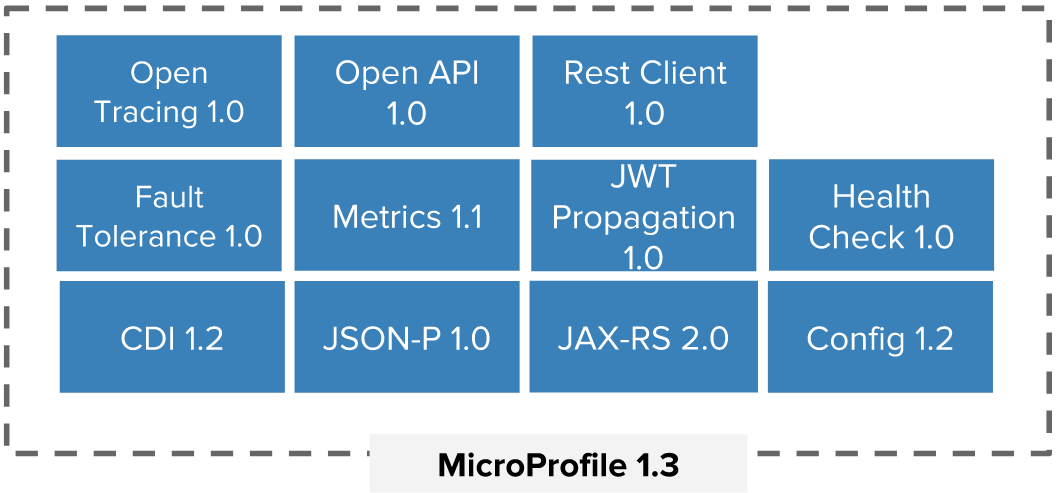 Open
Tracing 1.0
Open API
1.0
Rest Client
1.0
Fault
Tolerance 1.0
Metrics 1.1
JWT
Propagation
1.0
Health
Check 1.0
CDI 1.2
JSON-P 1.0
JAX-RS 2.0
Config 1.2
MicroProfile 1.3